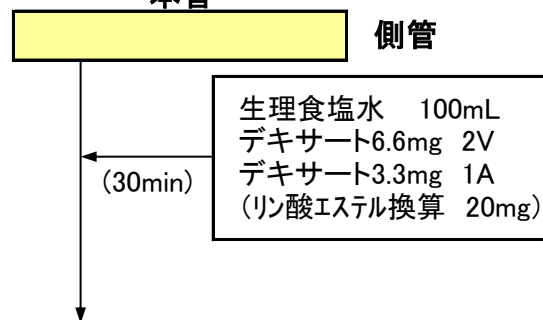 側管
生理食塩水　100mL
デキサート6.6mg 2V
デキサート3.3mg 1A
(リン酸エステル換算　20mg)
(30min)